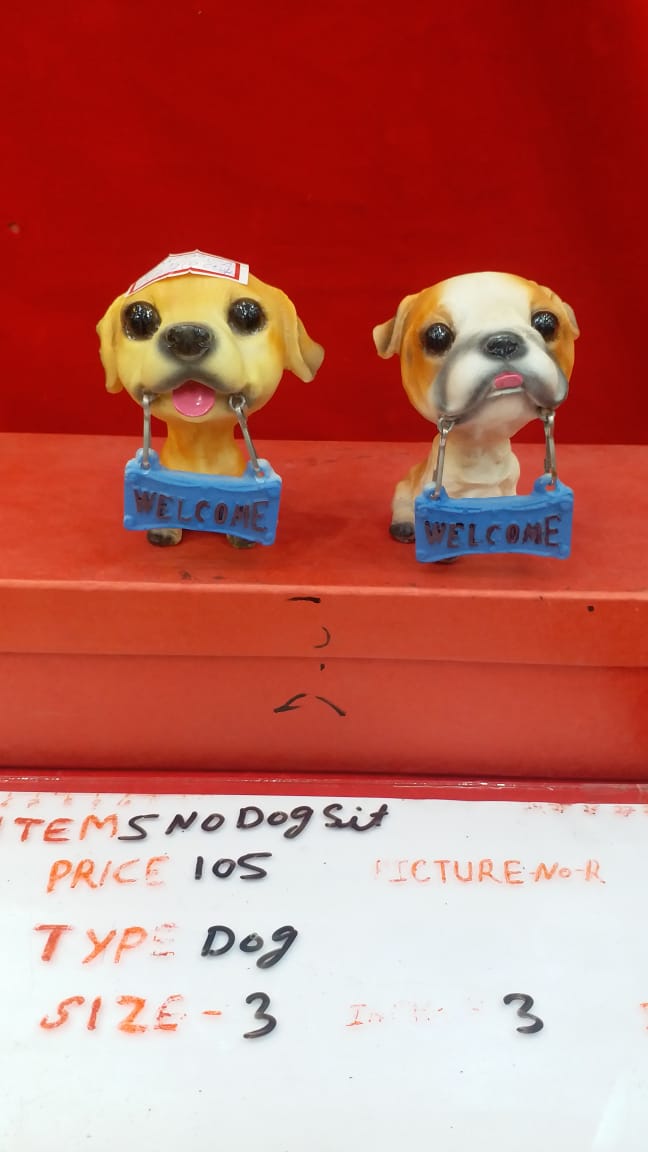 WELCOME
WELCOME
ITEMS NO Dog Sit
PRICE 105 PICTURE-No-R
TYPE Dog
SIZE - 3 3